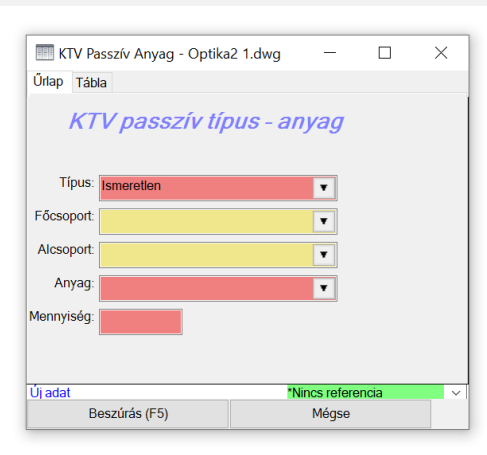 KTV Passzív Anyag - Optika2 1.dwg
Űrlap Tábla
KTV passzív típus - anyag
Típus: Ismeretlen
Főcsoport:
Alcsoport:
Anyag:
Mennyiség:
Új adat *Nincs referencia
Beszúrás (F5) Mégse